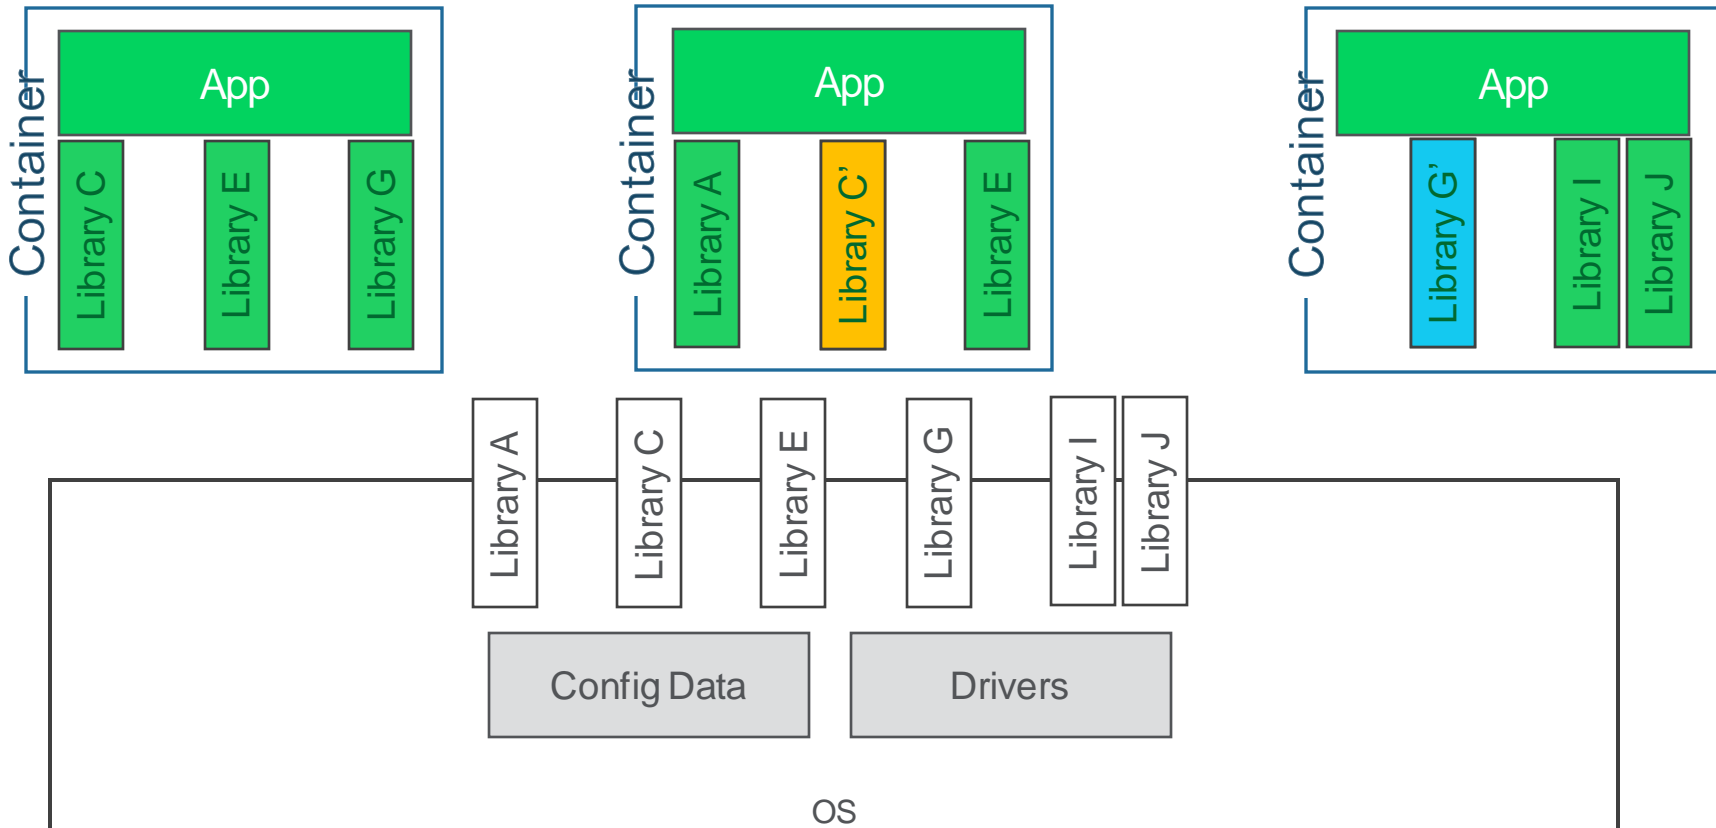 Container
App
Library C
Library E
Library G
Container
App
Library A
Library C’
Library E
Container
App
Library G’
Library I
Library J
Library A
Library C
Library E
Library G
Library I
Library J
Config Data
Drivers
OS